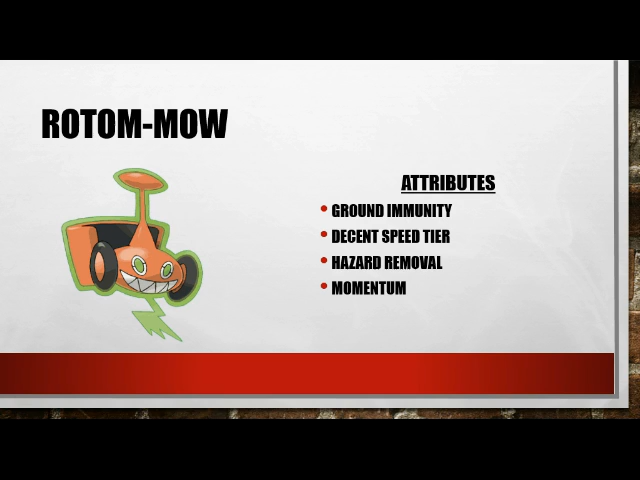 ROTOM-MOW
ATTRIBUTES
• GROUND IMMUNITY
• DECENT SPEED TIER
• HAZARD REMOVAL
• MOMENTUM